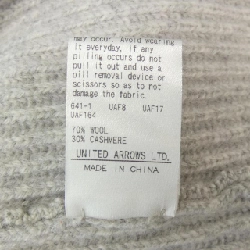 may occur. Avoid wearing
it everyday, if any
pilling occurs do not
pull it out and use a
pill removal device or
scissors so as to not
damage the fabric.
641-1 UAF8 UAF17
UAF164
70% WOOL
30% CASHMERE
UNITED ARROWS LTD.
MADE IN CHINA